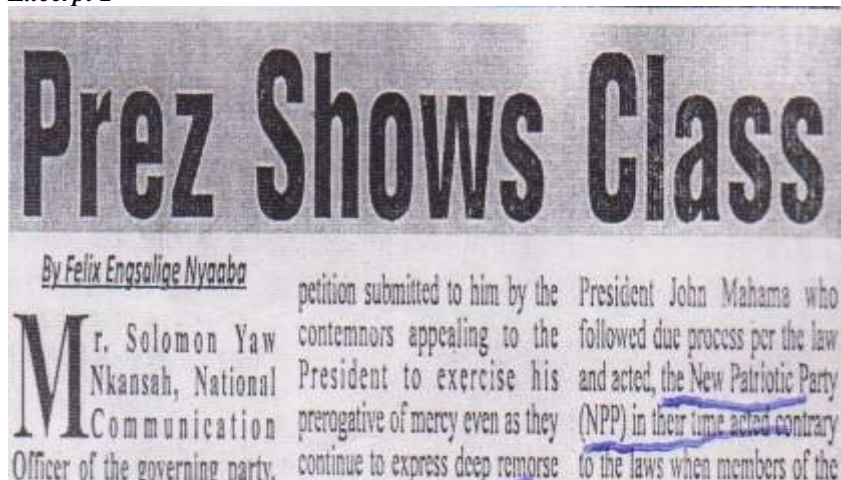 Prez Shows Class
By Felix Engsalige Nyaaba
Mr. Solomon Yaw
Nkansah, National
Communication
Officer of the governing party,
petition submitted to him by the
contemnors appealing to the
President to exercise his
prerogative of mercy even as they
continue to express deep remorse
President John Mahama who
followed due process per the law
and acted, the New Patriotic Party
(NPP) in their time acted contrary
to the laws when members of the